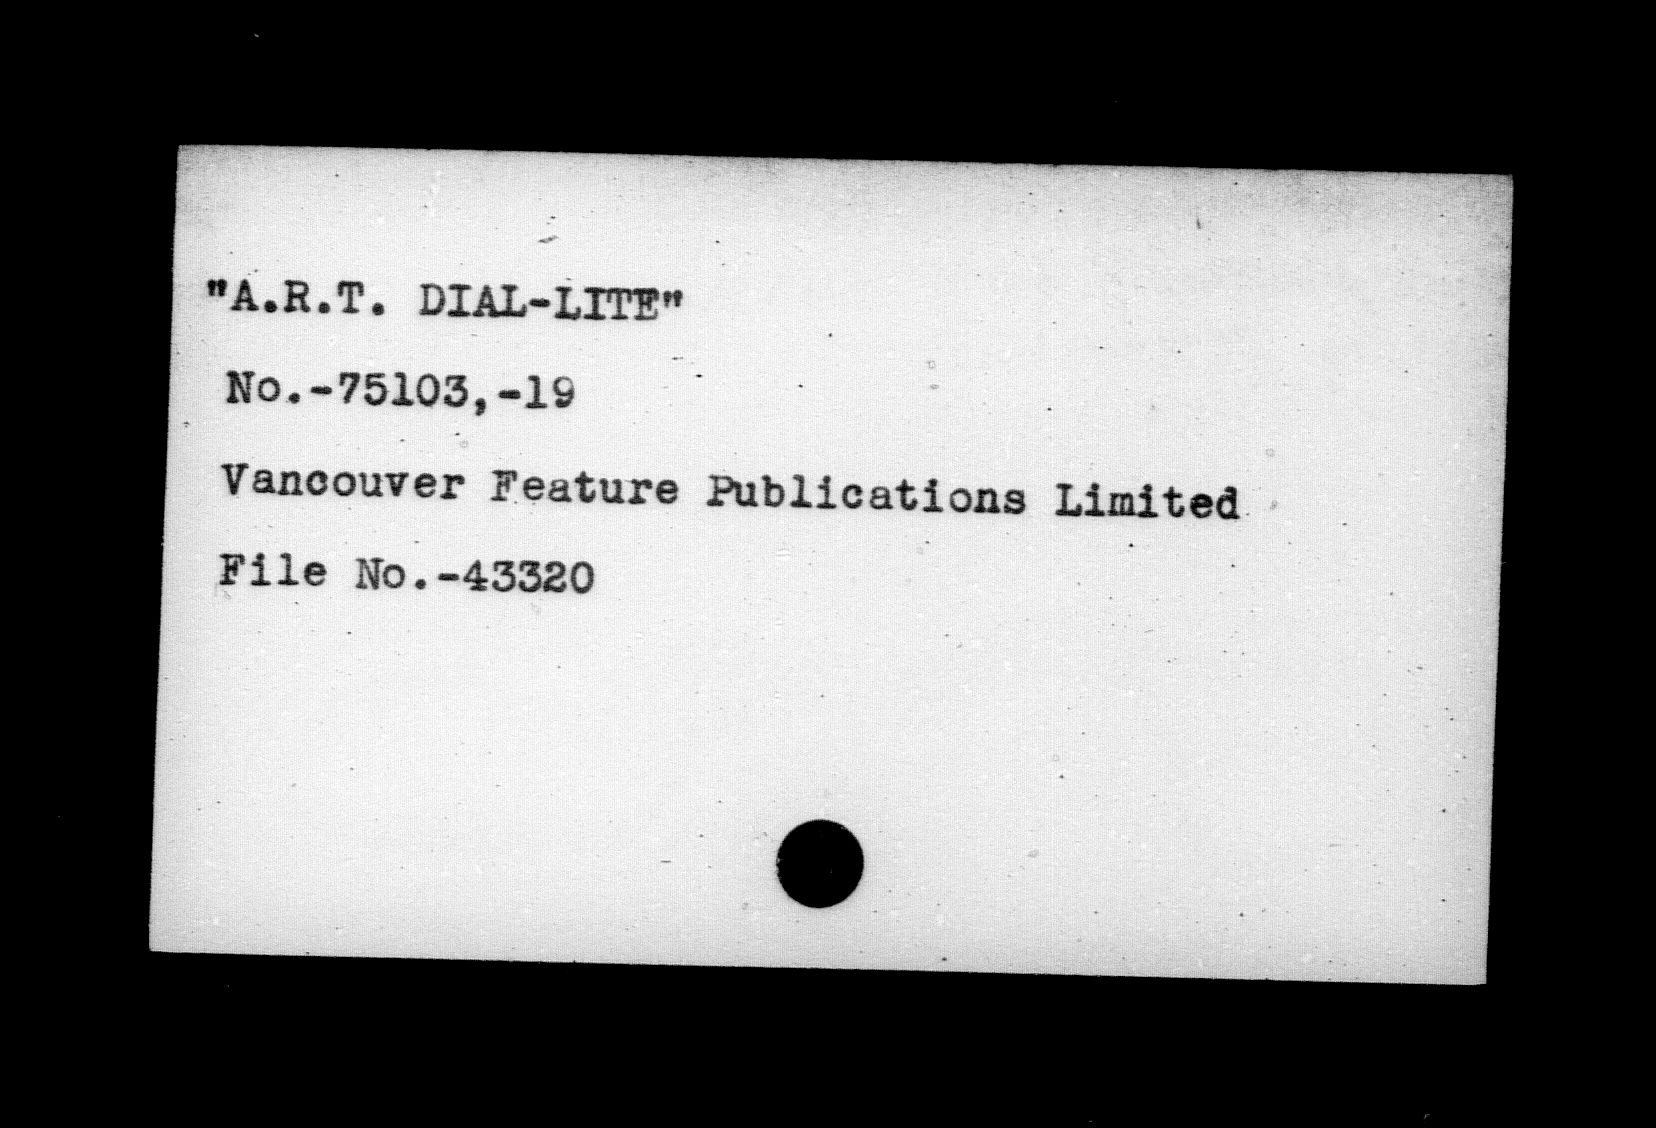 "A.R.T. DIAL-LITE"
No.-75103,-19
Vancouver Feature Publications Limited
File No.-43320